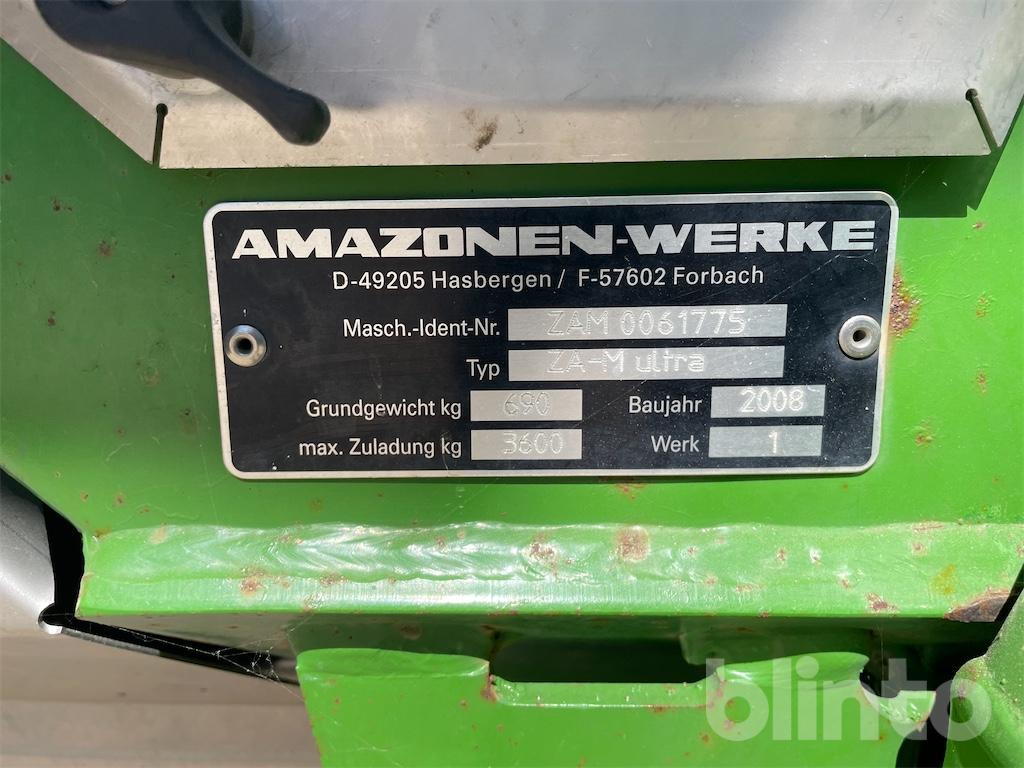 AMAZONEN-WERKE
D-49205 Hasbergen / F-57602 Forbach
Masch.-Ident-Nr. ZAM 0061775
Typ ZA-M ultra
Grundgewicht kg 690 Baujahr 2008
max. Zuladung kg 3600 Werk 1
blinto